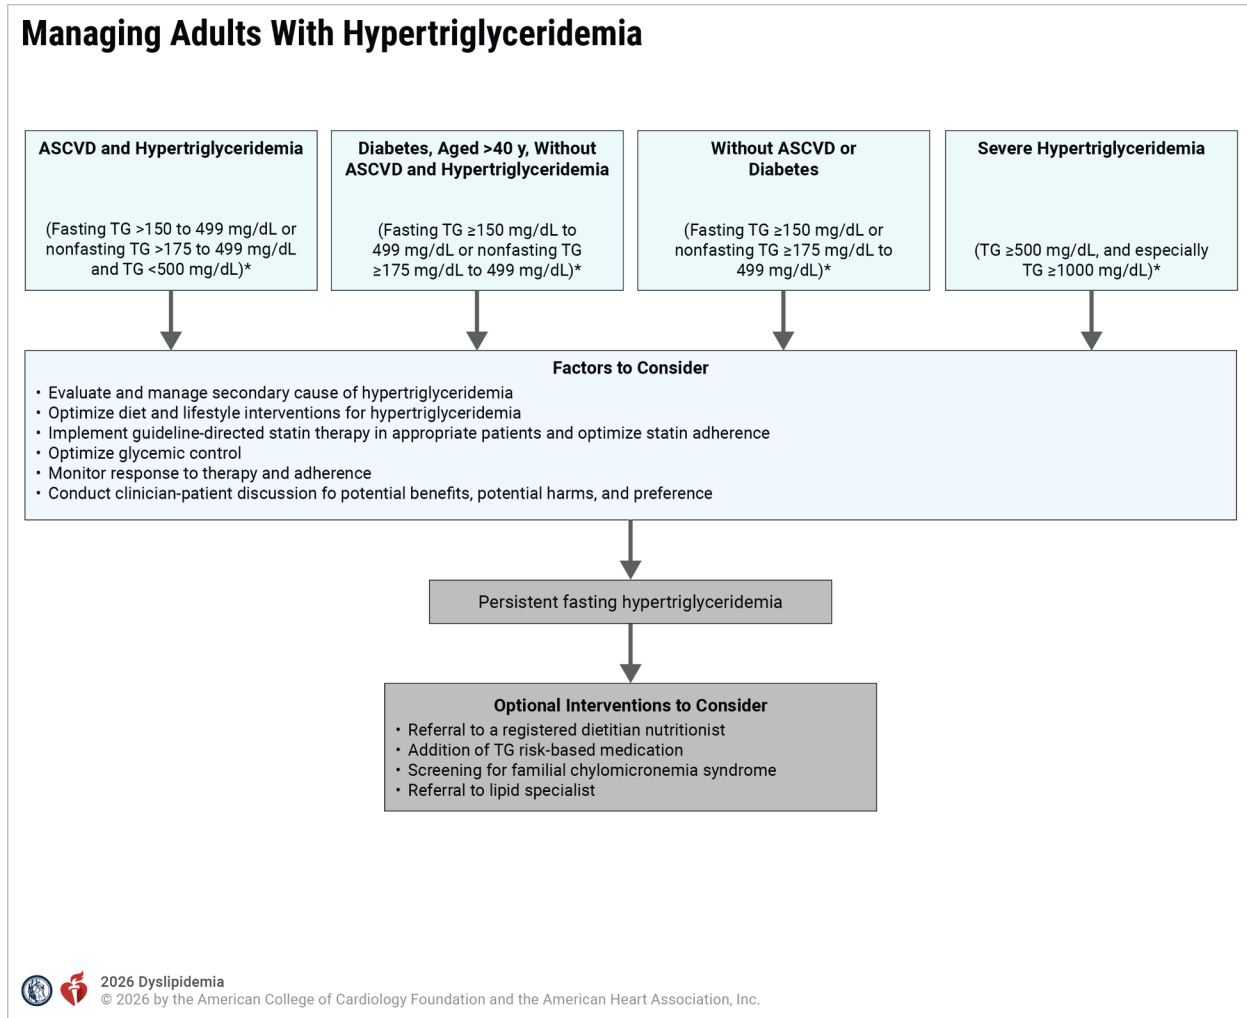 Managing Adults With Hypertriglyceridemia
ASCVD and Hypertriglyceridemia
(Fasting TG >150 to 499 mg/dL or
nonfasting TG >175 to 499 mg/dL
and TG <500 mg/dL)*
Diabetes, Aged >40 y, Without
ASCVD and Hypertriglyceridemia
(Fasting TG ≥150 mg/dL to
499 mg/dL or nonfasting TG
≥175 mg/dL to 499 mg/dL)*
Without ASCVD or
Diabetes
(Fasting TG ≥150 mg/dL or
nonfasting TG ≥175 mg/dL to
499 mg/dL)*
Severe Hypertriglyceridemia
(TG ≥500 mg/dL, and especially
TG ≥1000 mg/dL)*
Factors to Consider
• Evaluate and manage secondary cause of hypertriglyceridemia
• Optimize diet and lifestyle interventions for hypertriglyceridemia
• Implement guideline-directed statin therapy in appropriate patients and optimize statin adherence
• Optimize glycemic control
• Monitor response to therapy and adherence
• Conduct clinician-patient discussion fo potential benefits, potential harms, and preference
Persistent fasting hypertriglyceridemia
Optional Interventions to Consider
• Referral to a registered dietitian nutritionist
• Addition of TG risk-based medication
• Screening for familial chylomicronemia syndrome
• Referral to lipid specialist
2026 Dyslipidemia
© 2026 by the American College of Cardiology Foundation and the American Heart Association, Inc.